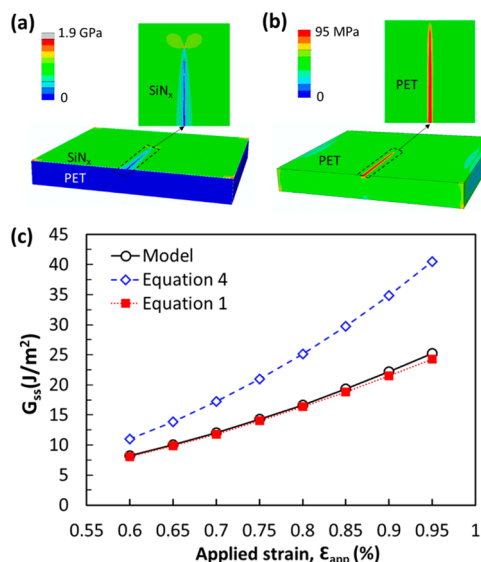 (a)
1.9 GPa
0
SiNₓ
SiNₓ
PET
(b)
95 MPa
0
PET
PET
(c)
Gₛₛ(J/m²)
45
40
35
30
25
20
15
10
5
0
Model
Equation 4
Equation 1
0.55 0.6 0.65 0.7 0.75 0.8 0.85 0.9 0.95 1
Applied strain, Ɛₐₚₚ (%)